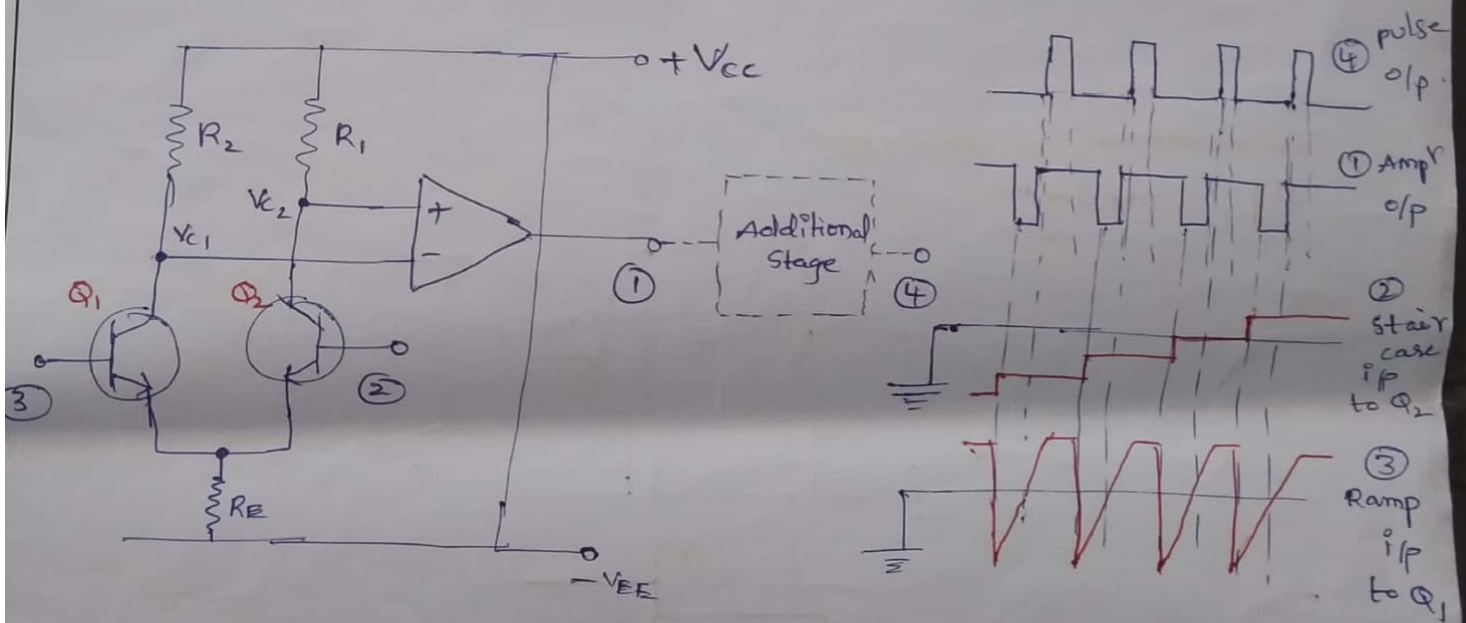 +VCC
R2
R1
VC2
VC1
+
-
Q1
Q2
Additional
Stage
①
④
③
②
RE
-VEE
④ pulse
o/p.
① Ampr
o/p
②
Stair
case
i/p
to Q2
③
Ramp
i/p
to Q1